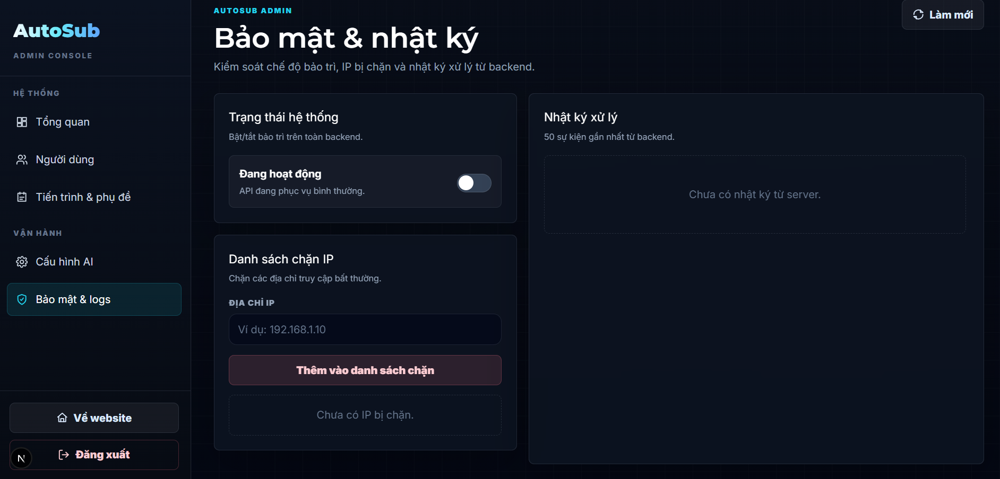 AutoSub
ADMIN CONSOLE
HỆ THỐNG
Tổng quan
Người dùng
Tiến trình & phụ đề
VẬN HÀNH
Cấu hình AI
Bảo mật & logs
Về website
Đăng xuất
N
AUTOSUB ADMIN
Bảo mật & nhật ký
Kiểm soát chế độ bảo trì, IP bị chặn và nhật ký xử lý từ backend.
Làm mới
Trạng thái hệ thống
Bật/tắt bảo trì trên toàn backend.
Đang hoạt động
API đang phục vụ bình thường.
Danh sách chặn IP
Chặn các địa chỉ truy cập bất thường.
ĐỊA CHỈ IP
Ví dụ: 192.168.1.10
Thêm vào danh sách chặn
Chưa có IP bị chặn.
Nhật ký xử lý
50 sự kiện gần nhất từ backend.
Chưa có nhật ký từ server.